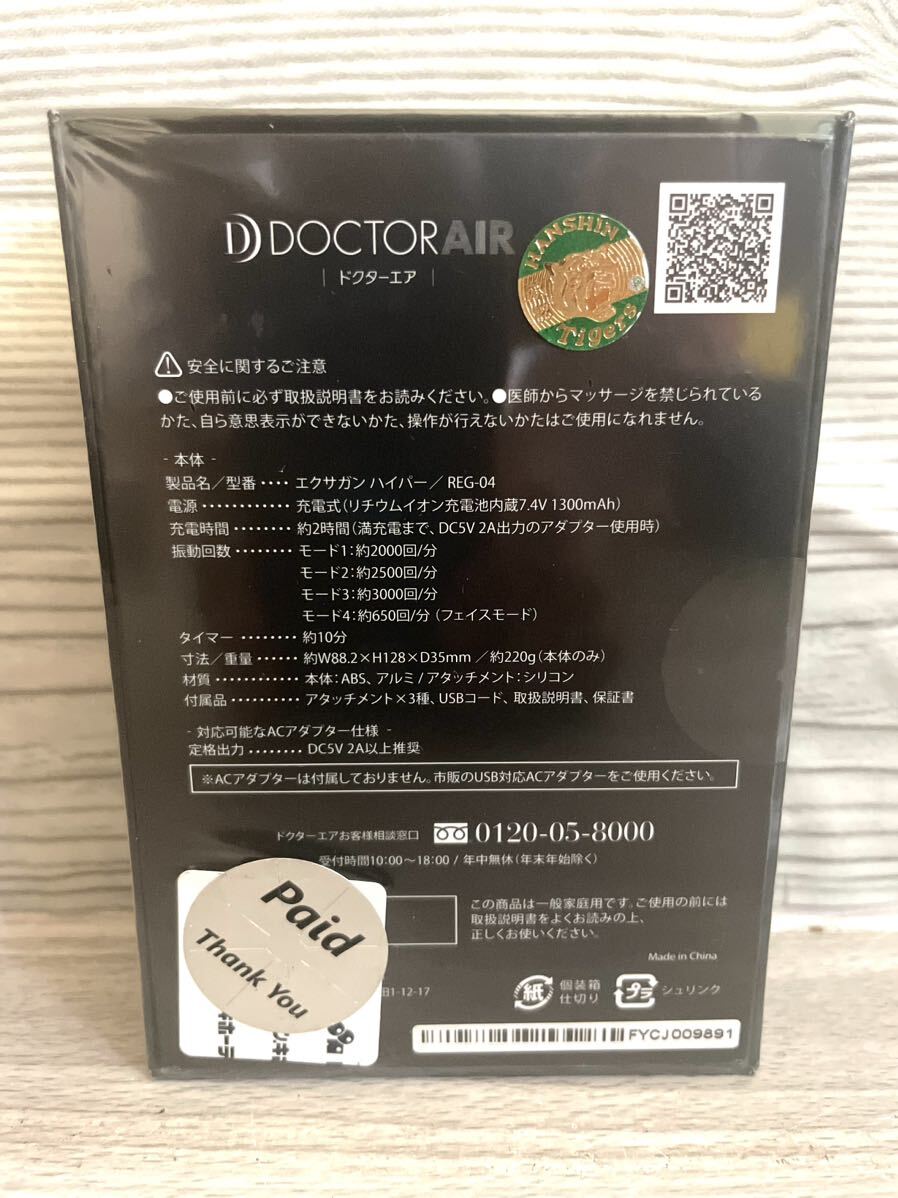 DOCTORAIR
| ドクターエア |
HANSHIN
Tigers
安全に関するご注意
●ご使用前に必ず取扱説明書をお読みください。●医師からマッサージを禁じられている
かた、自ら意思表示ができないかた、操作が行えないかたはご使用になれません。
- 本体 -
製品名／型番 ････ エクサガン ハイパー／REG-04
電源 ････････････ 充電式（リチウムイオン充電池内蔵7.4V 1300mAh）
充電時間 ････････ 約2時間（満充電まで、DC5V 2A出力のアダプター使用時）
振動回数 ････････ モード1：約2000回/分
モード2：約2500回/分
モード3：約3000回/分
モード4：約650回/分（フェイスモード）
タイマー ････････ 約10分
寸法／重量 ･･････ 約W88.2×H128×D35mm ／約220g（本体のみ）
材質 ････････････ 本体：ABS、アルミ / アタッチメント：シリコン
付属品 ･･････････ アタッチメント×3種、USBコード、取扱説明書、保証書
- 対応可能なACアダプター仕様 -
定格出力 ････････ DC5V 2A以上推奨
※ACアダプターは付属しておりません。市販のUSB対応ACアダプターをご使用ください。
ドクターエアお客様相談窓口 0120-05-8000
受付時間10:00～18:00 / 年中無休（年末年始除く）
Paid
Thank You
この商品は一般家庭用です。ご使用の前には
取扱説明書をよくお読みの上、
正しくお使いください。
Made in China
1-12-17
紙 個装箱
仕切り
プラ シュリンク
FYCJ009891